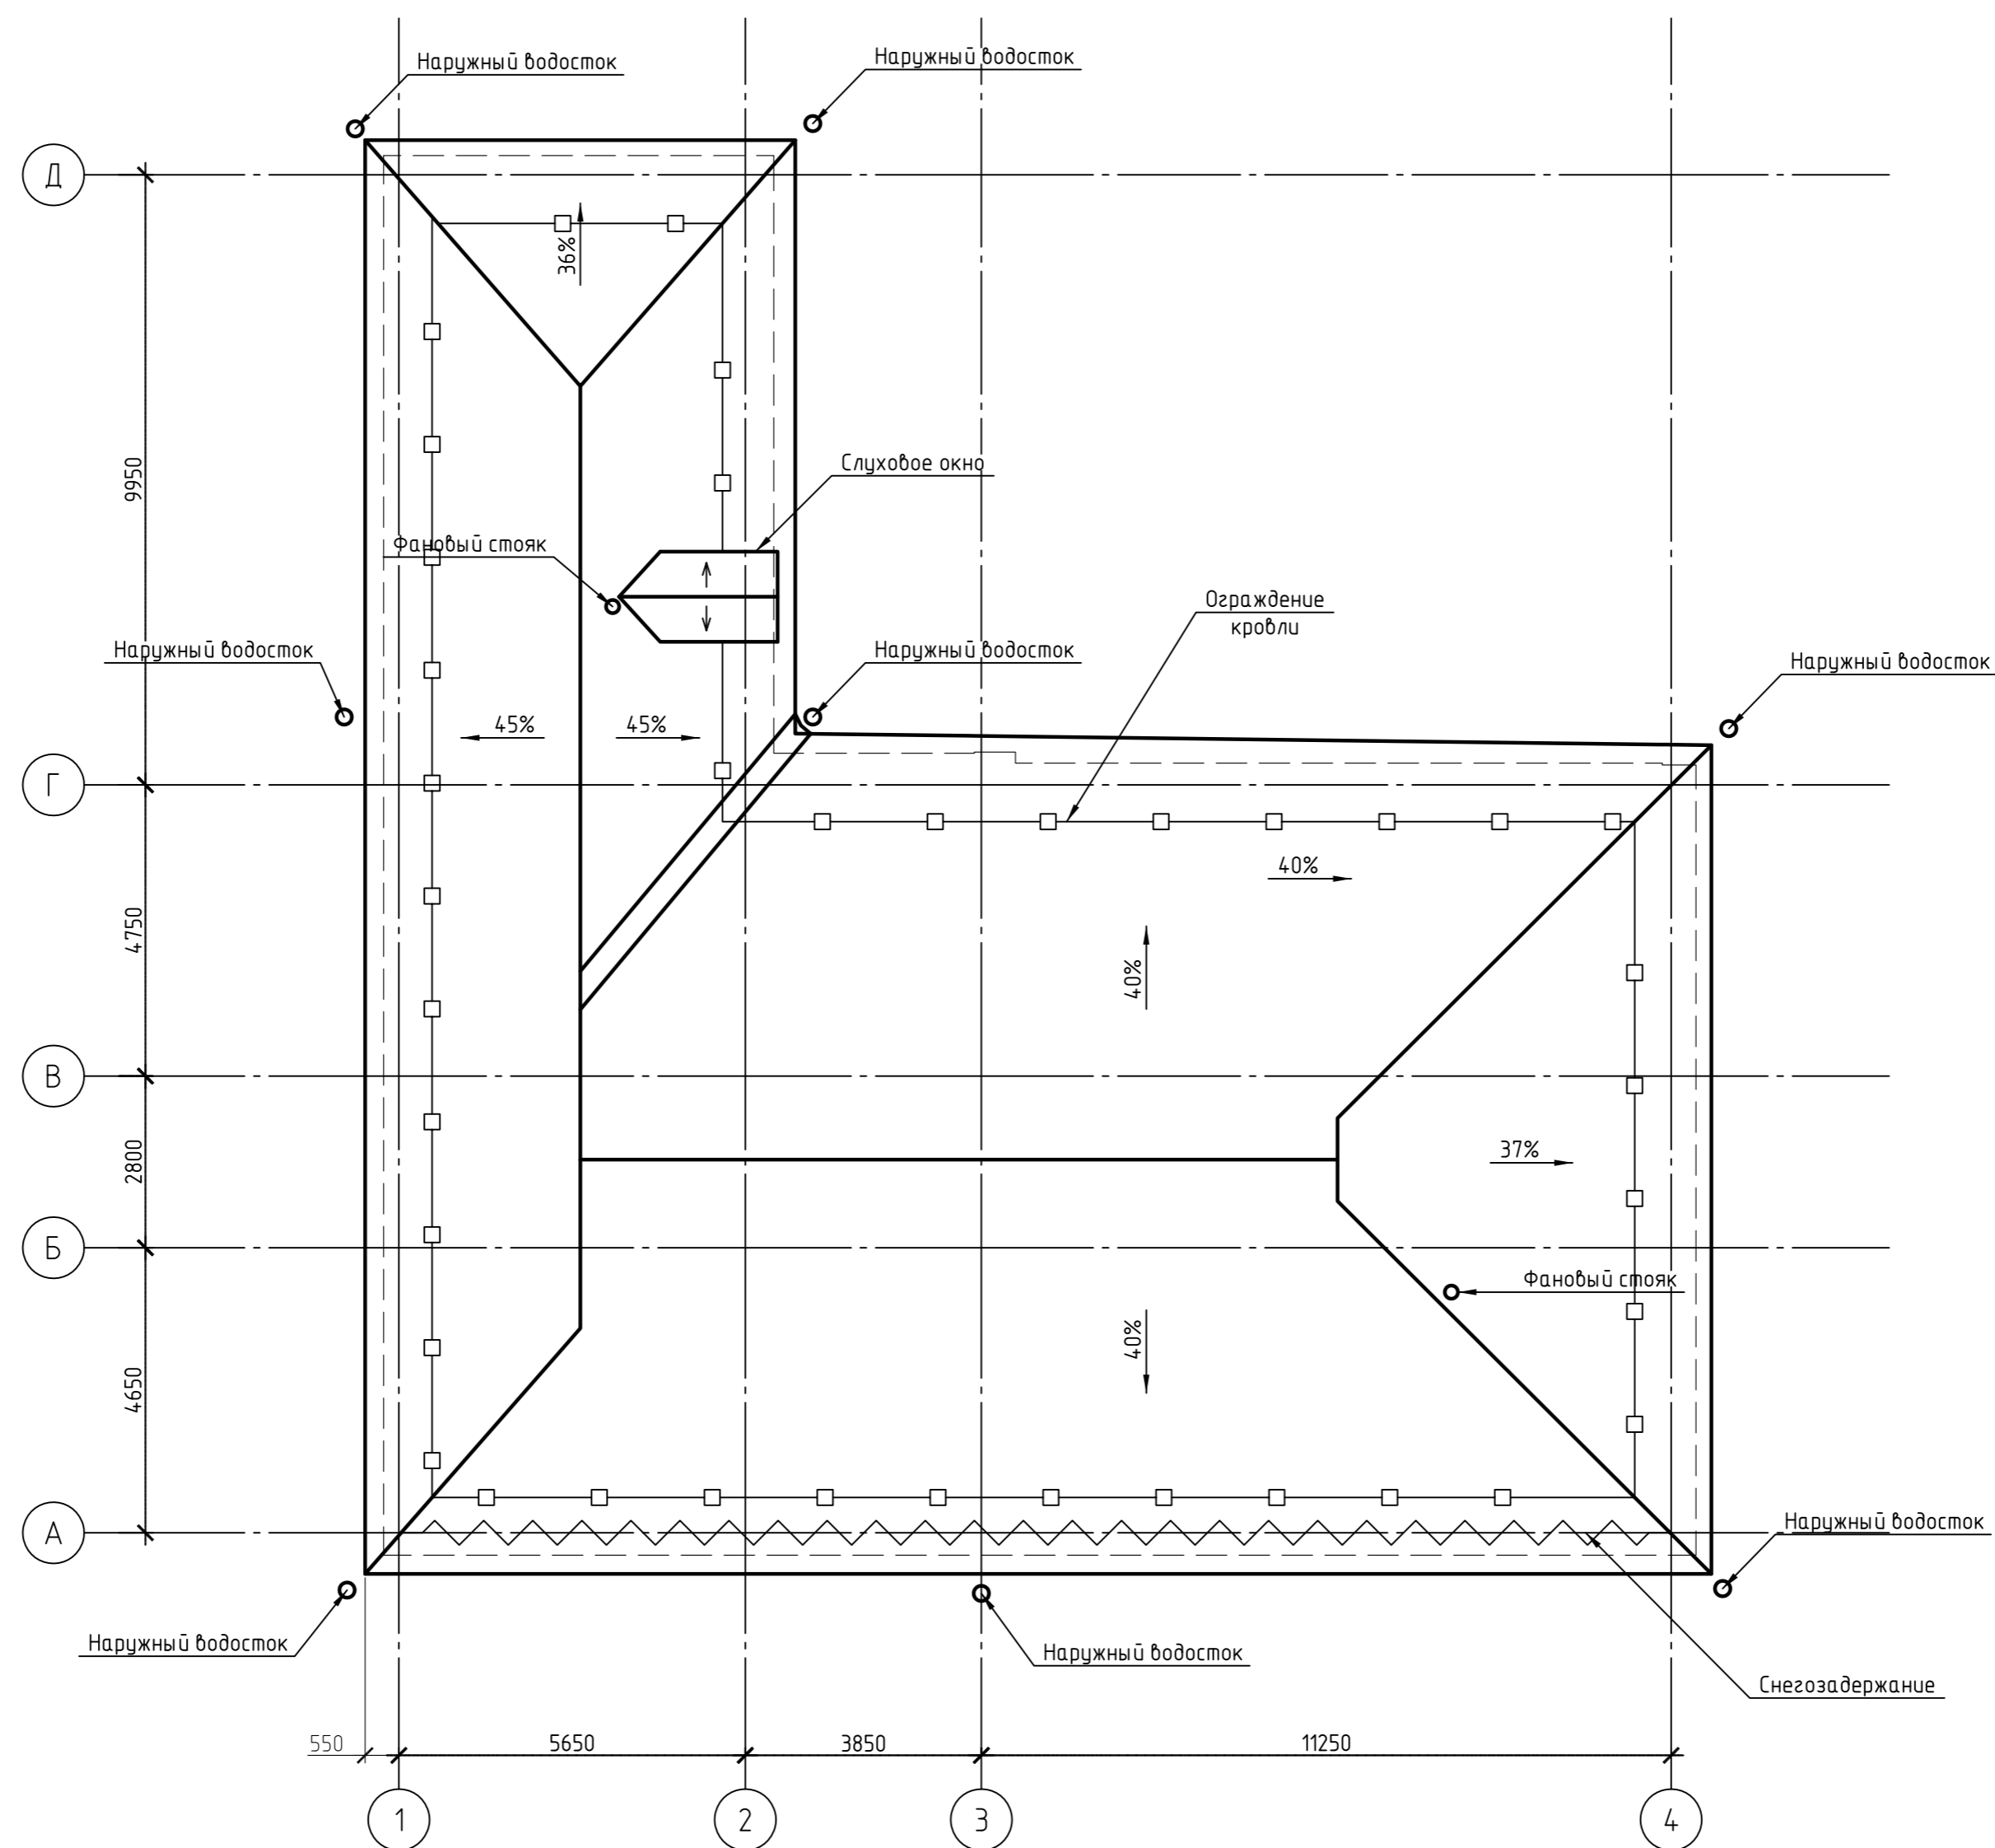 Наружный водосток
Наружный водосток
Д
36%
9950
Слуховое окно
Фановый стояк
Ограждение
кровли
Наружный водосток
Наружный водосток
Наружный водосток
45%
45%
Г
40%
4750
40%
В
2800
37%
Б
Фановый стояк
40%
4650
А
Наружный водосток
Наружный водосток
Наружный водосток
Снегозадержание
550
5650
3850
11250
1
2
3
4